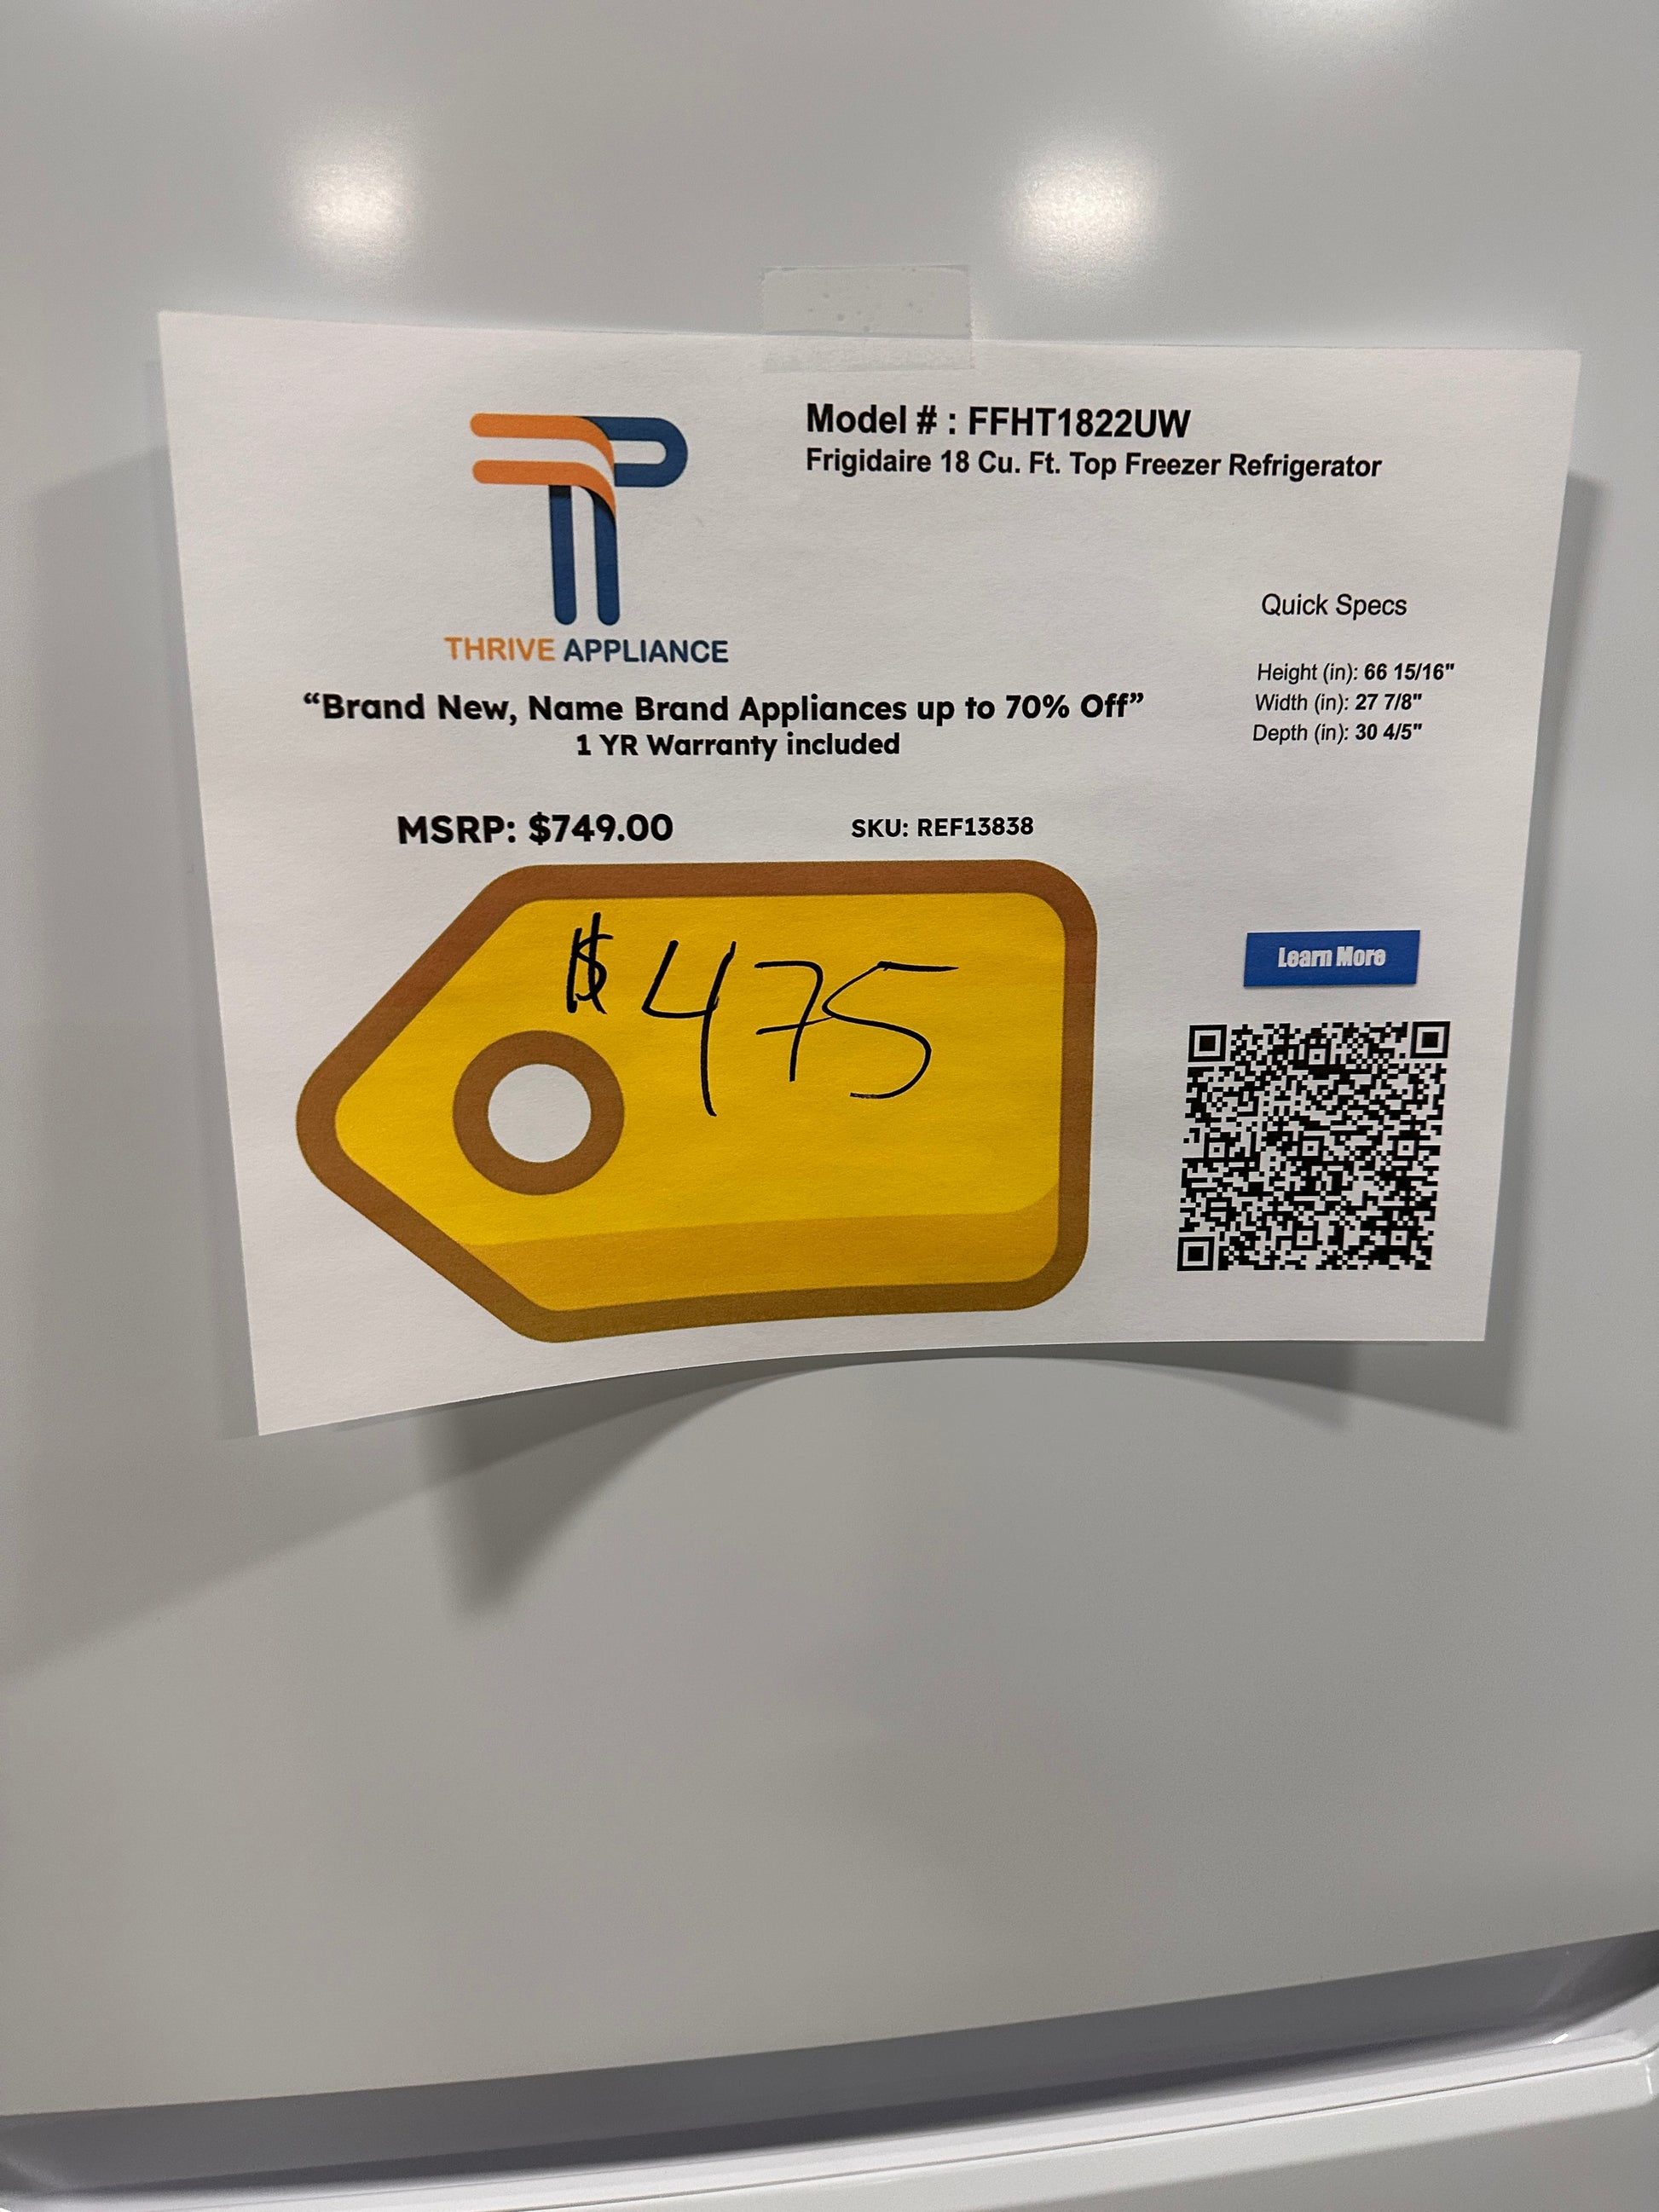 Model # : FFHT1822UW
Frigidaire 18 Cu. Ft. Top Freezer Refrigerator
THRIVE APPLIANCE
“Brand New, Name Brand Appliances up to 70% Off”
1 YR Warranty included
Quick Specs
Height (in): 66 15/16"
Width (in): 27 7/8"
Depth (in): 30 4/5"
MSRP: $749.00
SKU: REF13838
$475
Learn More